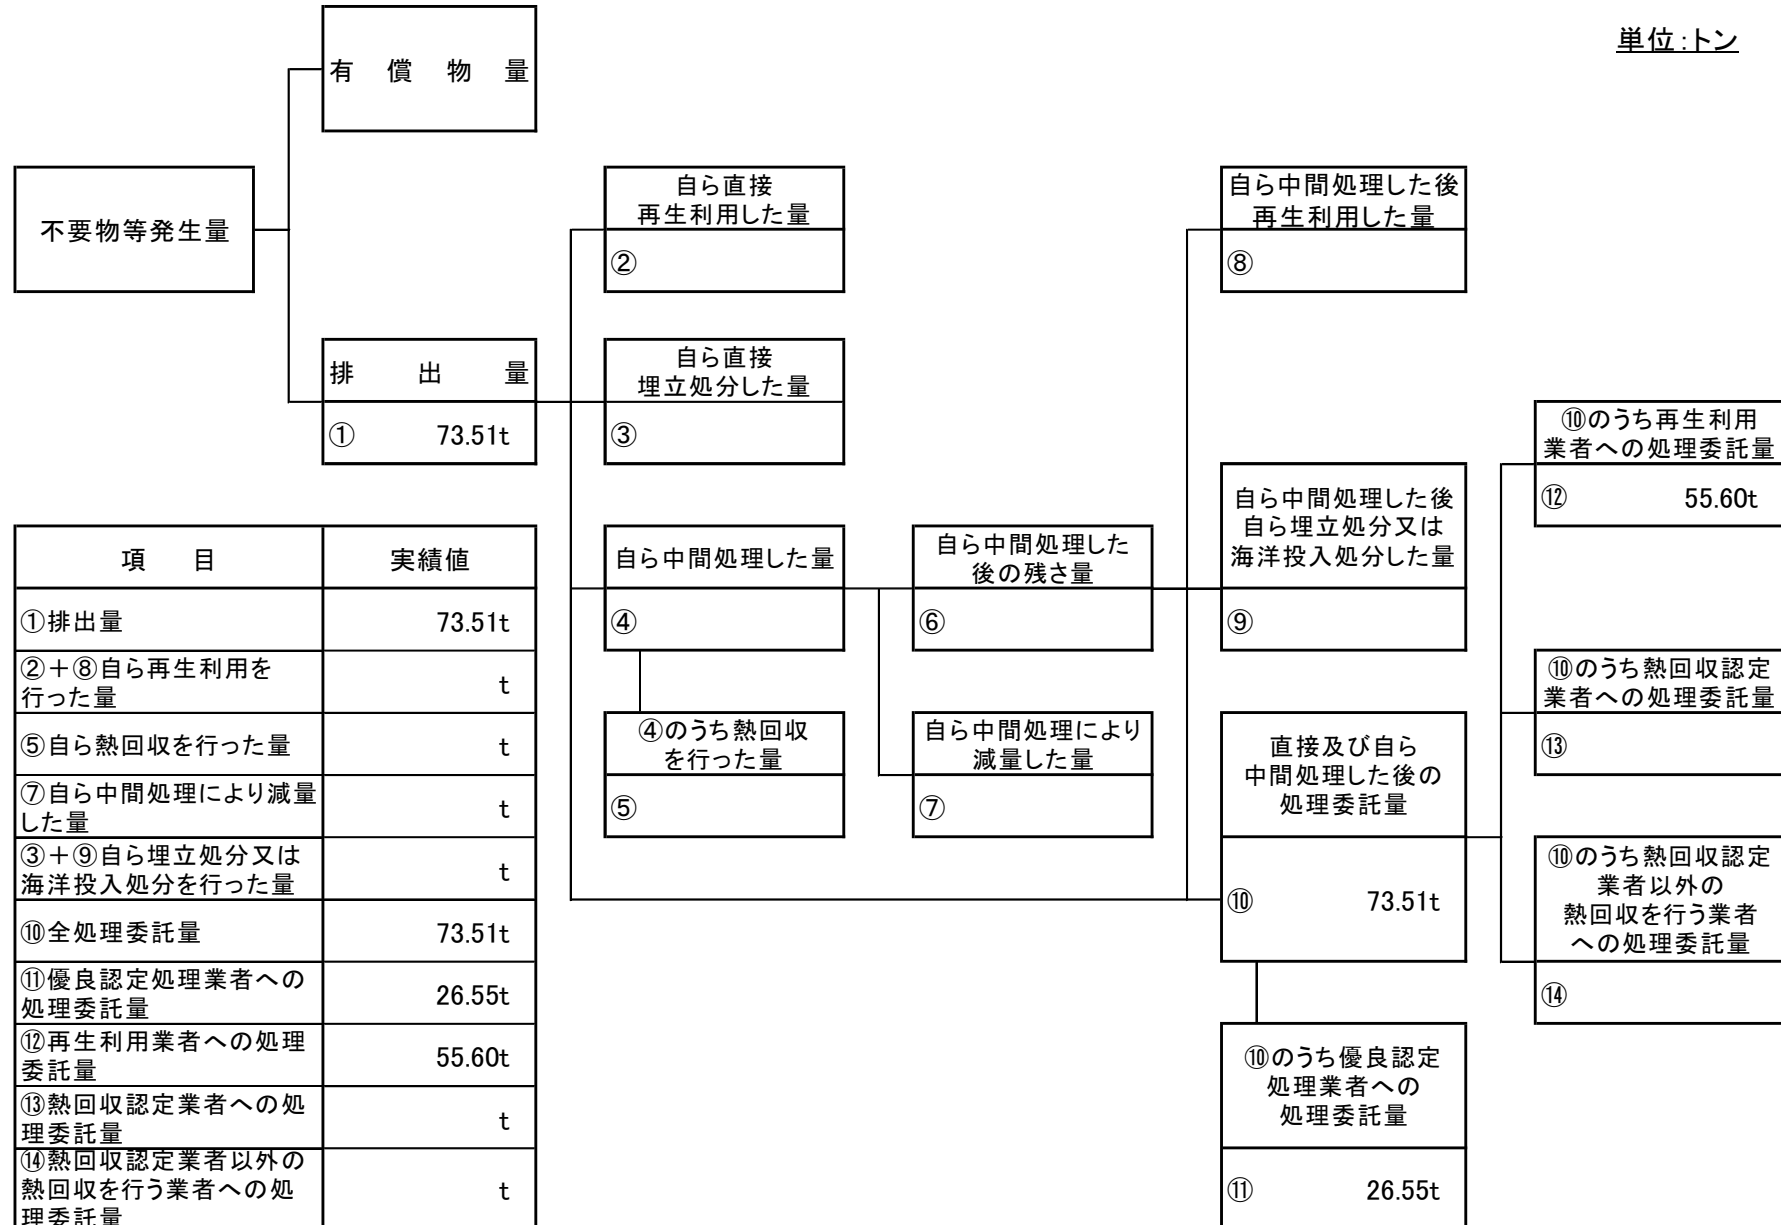 単位:トン
有　償　物　量
不要物等発生量
自ら直接
再生利用した量
②
自ら中間処理した後
再生利用した量
⑧
排　出　量
① 73.51t
自ら直接
埋立処分した量
③
⑩のうち再生利用
業者への処理委託量
⑫ 55.60t
自ら中間処理した量
④
自ら中間処理した
後の残さ量
⑥
自ら中間処理した後
自ら埋立処分又は
海洋投入処分した量
⑨
⑩のうち熱回収認定
業者への処理委託量
⑬
④のうち熱回収
を行った量
⑤
自ら中間処理により
減量した量
⑦
直接及び自ら
中間処理した後の
処理委託量
⑩ 73.51t
⑩のうち熱回収認定
業者以外の
熱回収を行う業者
への処理委託量
⑭
⑩のうち優良認定
処理業者への
処理委託量
⑪ 26.55t
項　目 実績値
①排出量 73.51t
②＋⑧自ら再生利用を
行った量 t
⑤自ら熱回収を行った量 t
⑦自ら中間処理により減量
した量 t
③＋⑨自ら埋立処分又は
海洋投入処分を行った量 t
⑩全処理委託量 73.51t
⑪優良認定処理業者への
処理委託量 26.55t
⑫再生利用業者への処理
委託量 55.60t
⑬熱回収認定業者への処
理委託量 t
⑭熱回収認定業者以外の
熱回収を行う業者への処 t
理委託量